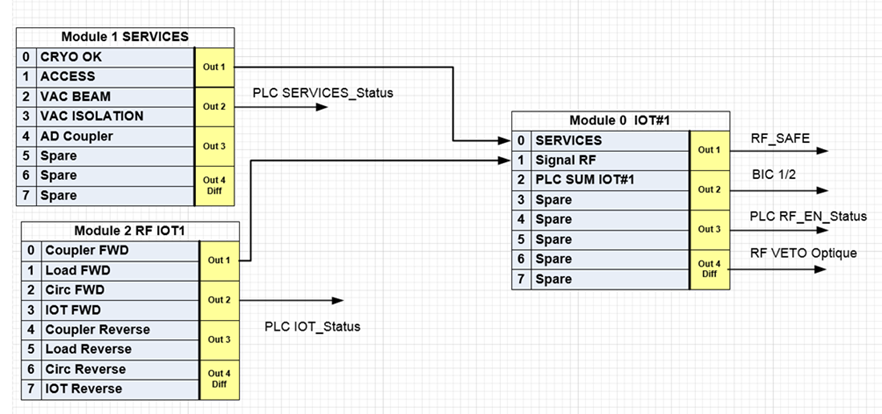 Module 1 SERVICES
0 CRYO OK
1 ACCESS
2 VAC BEAM
3 VAC ISOLATION
4 AD Coupler
5 Spare
6 Spare
7 Spare
Out 1
Out 2
Out 3
Out 4
Diff
PLC SERVICES_Status
Module 2 RF IOT1
0 Coupler FWD
1 Load FWD
2 Circ FWD
3 IOT FWD
4 Coupler Reverse
5 Load Reverse
6 Circ Reverse
7 IOT Reverse
Out 1
Out 2
Out 3
Out 4
Diff
PLC IOT_Status
Module 0 IOT#1
0 SERVICES
1 Signal RF
2 PLC SUM IOT#1
3 Spare
4 Spare
5 Spare
6 Spare
7 Spare
Out 1
Out 2
Out 3
Out 4
Diff
RF_SAFE
BIC 1/2
PLC RF_EN_Status
RF VETO Optique